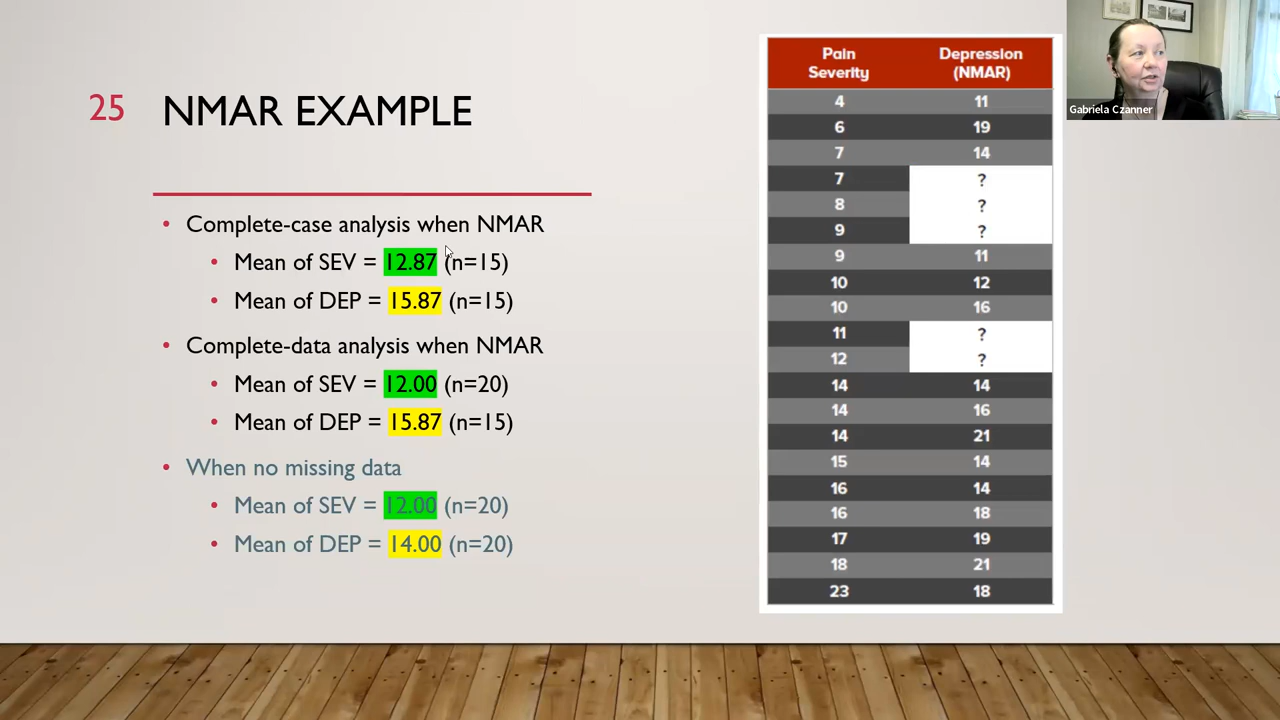 25 NMAR EXAMPLE
• Complete-case analysis when NMAR
• Mean of SEV = 12.87 (n=15)
• Mean of DEP = 15.87 (n=15)
• Complete-data analysis when NMAR
• Mean of SEV = 12.00 (n=20)
• Mean of DEP = 15.87 (n=15)
• When no missing data
• Mean of SEV = 12.00 (n=20)
• Mean of DEP = 14.00 (n=20)
Pain Depression
Severity (NMAR)
4 11
6 19
7 14
7 ?
8 ?
9 ?
9 11
10 12
10 16
11 ?
12 ?
14 14
14 16
14 21
15 14
16 14
16 18
17 19
18 21
23 18
Gabriela Czanner